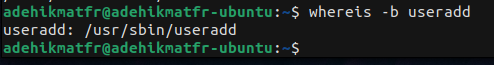 adehikmatfr@adehikmatfr-ubuntu:~$ whereis -b useradd
useradd: /usr/sbin/useradd
adehikmatfr@adehikmatfr-ubuntu:~$